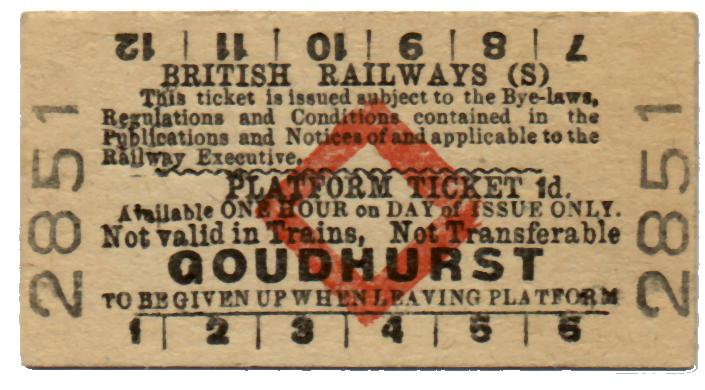 12 | 11 | 10 | 9 | 8 | 7
BRITISH RAILWAYS (S)
This ticket is issued subject to the Bye-laws,
Regulations and Conditions contained in the
Publications and Notices of and applicable to the
Railway Executive.
PLATFORM TICKET 1d.
Available ONE HOUR on DAY of ISSUE ONLY.
Not valid in Trains, Not Transferable
GOUDHURST
TO BE GIVEN UP WHEN LEAVING PLATFORM
1 | 2 | 3 | 4 | 5 | 6
2851
2851